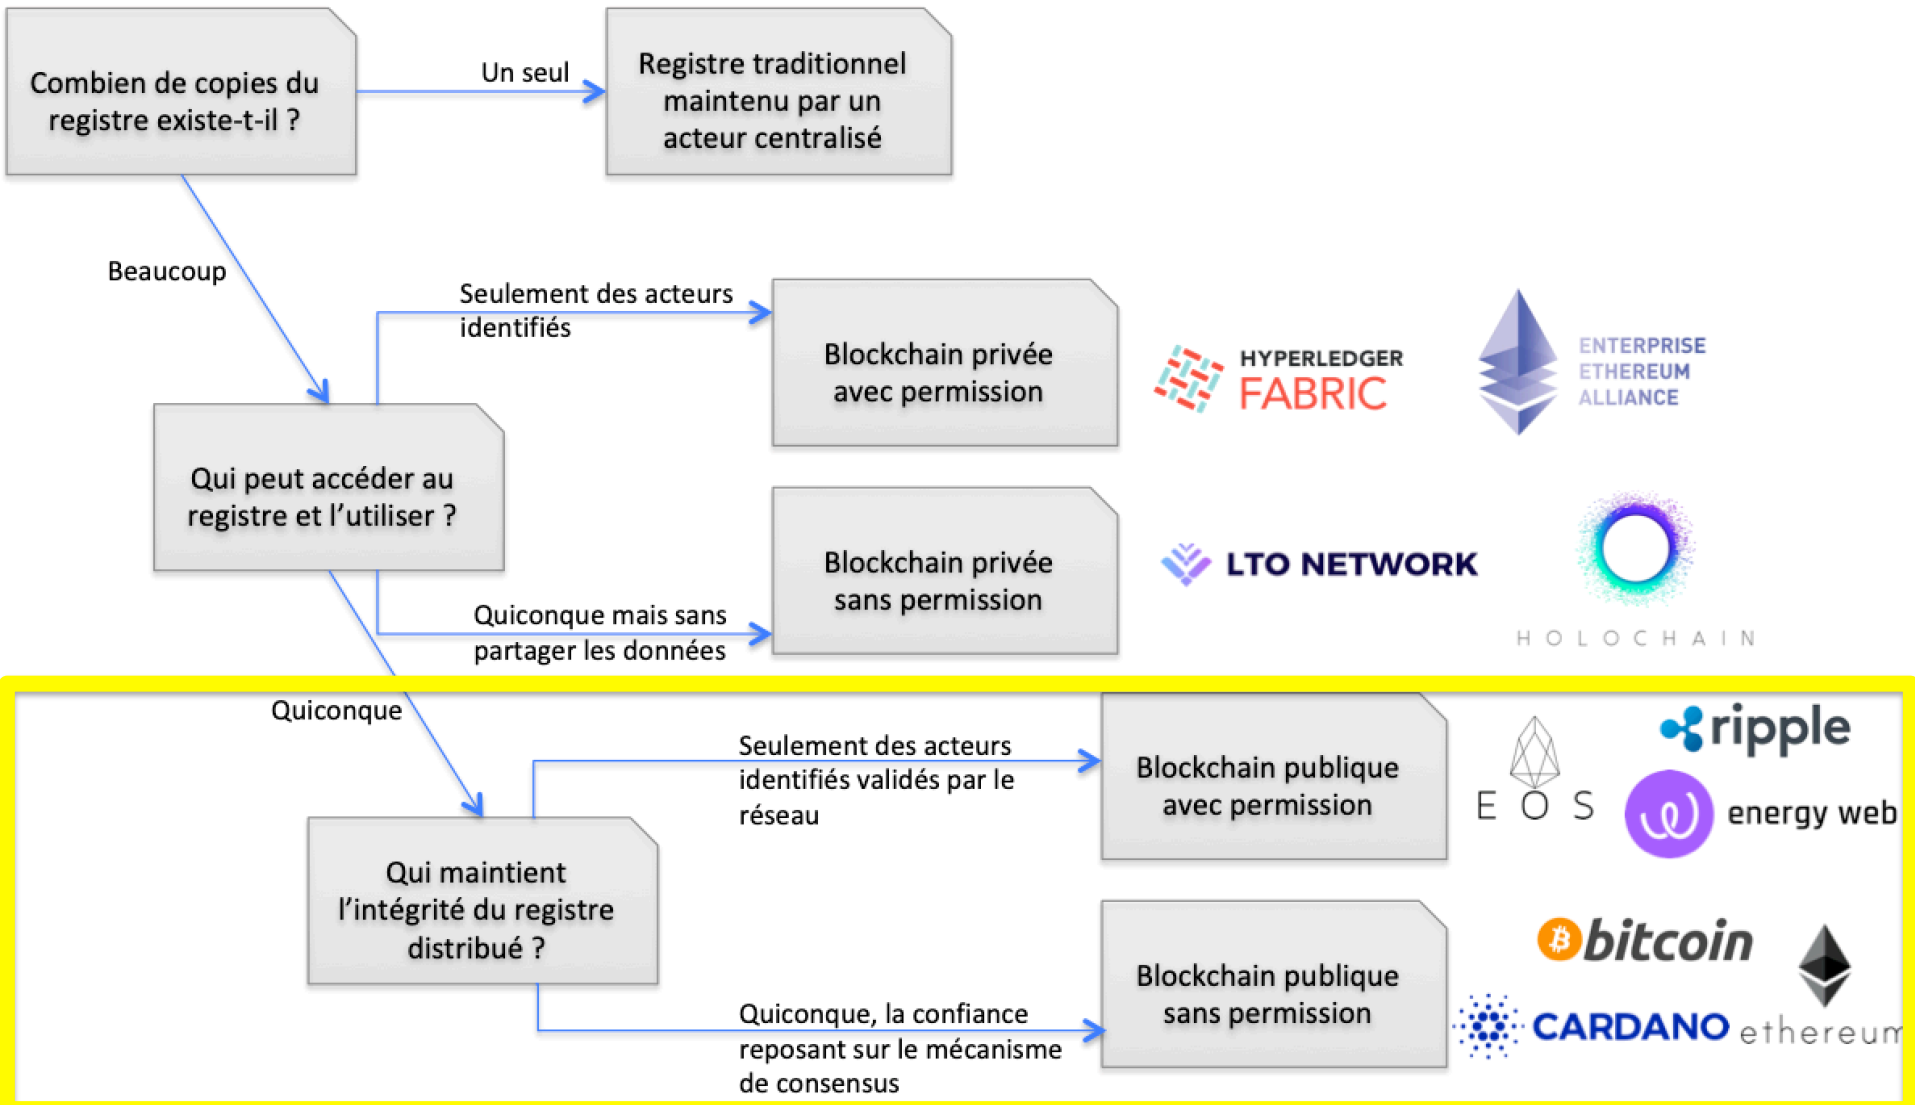 Combien de copies du
registre existe-t-il ?
Un seul
Registre traditionnel
maintenu par un
acteur centralisé
Beaucoup
Seulement des acteurs
identifiés
Blockchain privée
avec permission
HYPERLEDGER
FABRIC
ENTERPRISE
ETHEREUM
ALLIANCE
Qui peut accéder au
registre et l'utiliser ?
Quiconque mais sans
partager les données
Blockchain privée
sans permission
LTO NETWORK
HOLOCHAIN
Quiconque
Seulement des acteurs
identifiés validés par le
réseau
Blockchain publique
avec permission
EOS
ripple
energy web
Qui maintient
l'intégrité du registre
distribué ?
Quiconque, la confiance
reposant sur le mécanisme
de consensus
Blockchain publique
sans permission
bitcoin
CARDANO
ethereum